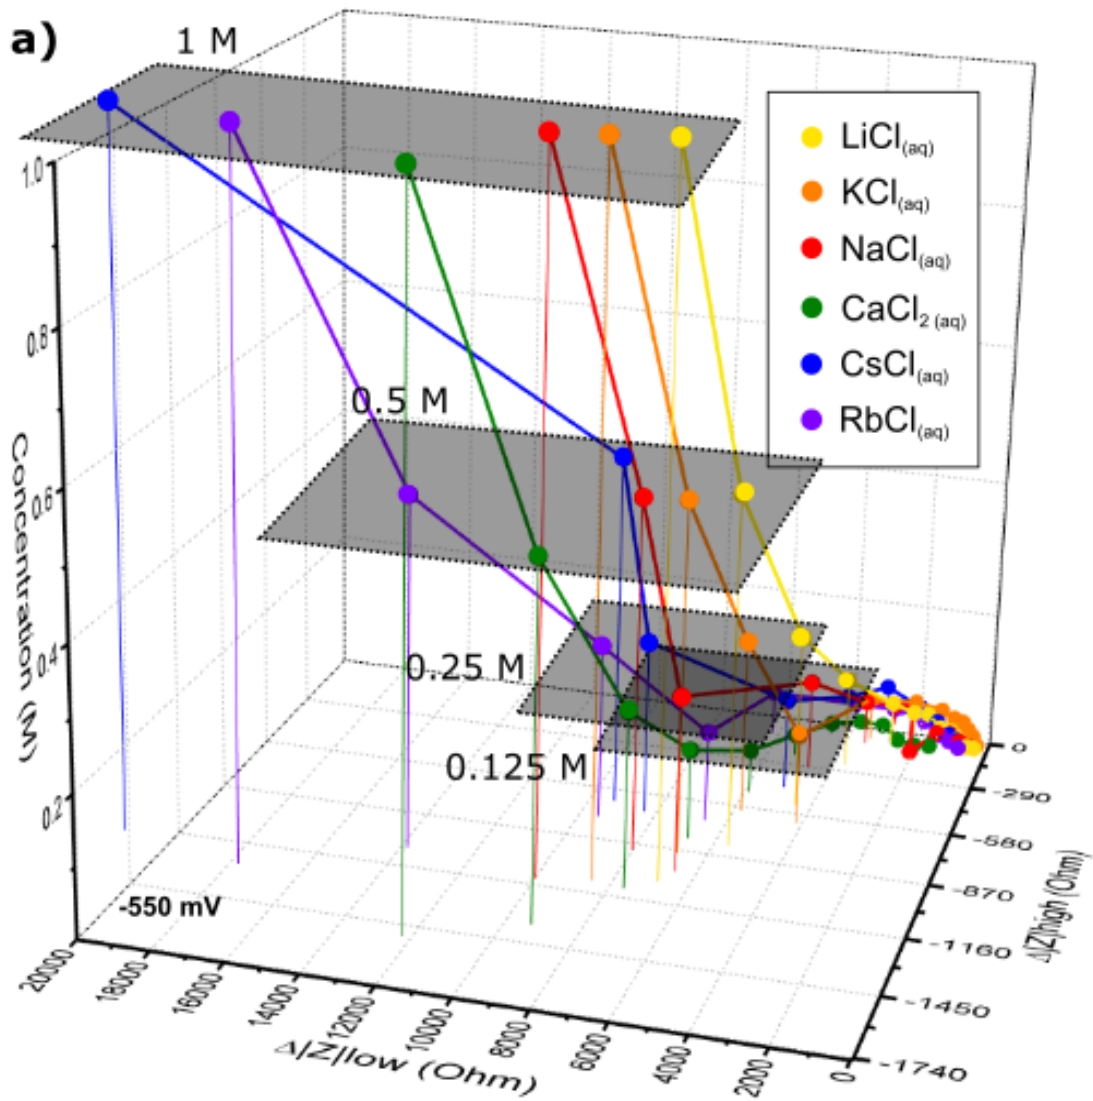 a)
1 M
LiCl(aq)
KCl(aq)
NaCl(aq)
CaCl2 (aq)
CsCl(aq)
RbCl(aq)
0.5 M
0.25 M
0.125 M
-550 mV
Concentration (M)
1.0
0.8
0.6
0.4
0.2
20000
18000
16000
14000
12000
10000
8000
6000
4000
2000
0
Δ|Z|low (Ohm)
0
-290
-580
-870
-1160
-1450
-1740
Δ|Z|high (Ohm)